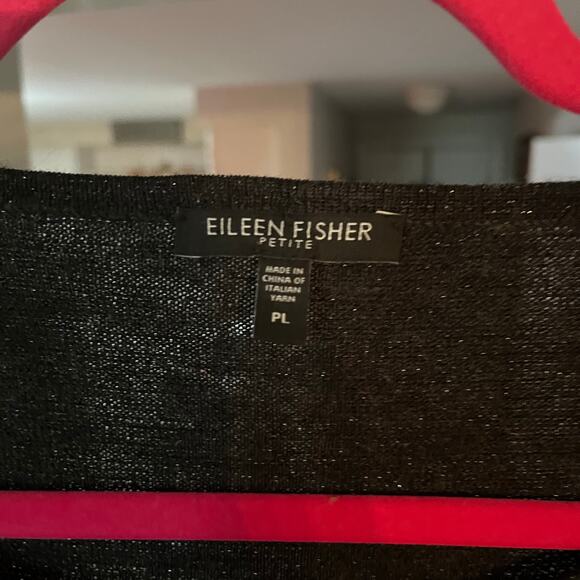 EILEEN FISHER
PETITE
MADE IN
CHINA OF
ITALIAN
YARN
PL